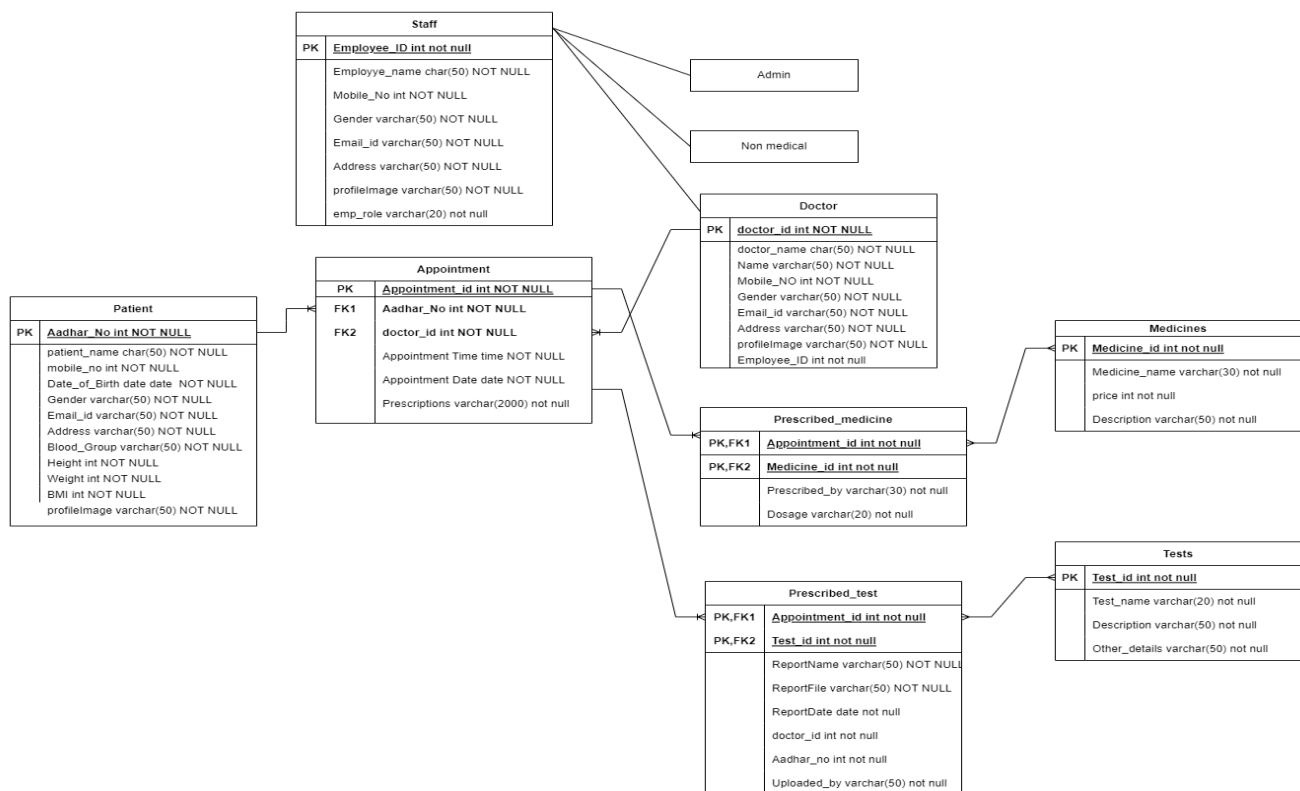 Staff
PK Employee_ID int not null
Employye_name char(50) NOT NULL
Mobile_No int NOT NULL
Gender varchar(50) NOT NULL
Email_id varchar(50) NOT NULL
Address varchar(50) NOT NULL
profileImage varchar(50) NOT NULL
emp_role varchar(20) not null
Admin
Non medical
Doctor
PK doctor_id int NOT NULL
doctor_name char(50) NOT NULL
Name varchar(50) NOT NULL
Mobile_NO int NOT NULL
Gender varchar(50) NOT NULL
Email_id varchar(50) NOT NULL
Address varchar(50) NOT NULL
profileImage varchar(50) NOT NULL
Employee_ID int not null
Appointment
PK Appointment_id int NOT NULL
FK1 Aadhar_No int NOT NULL
FK2 doctor_id int NOT NULL
Appointment Time time NOT NULL
Appointment Date date NOT NULL
Prescriptions varchar(2000) not null
Patient
PK Aadhar_No int NOT NULL
patient_name char(50) NOT NULL
mobile_no int NOT NULL
Date_of_Birth date date NOT NULL
Gender varchar(50) NOT NULL
Email_id varchar(50) NOT NULL
Address varchar(50) NOT NULL
Blood_Group varchar(50) NOT NULL
Height int NOT NULL
Weight int NOT NULL
BMI int NOT NULL
profileImage varchar(50) NOT NULL
Medicines
PK Medicine_id int not null
Medicine_name varchar(30) not null
price int not null
Description varchar(50) not null
Prescribed_medicine
PK,FK1 Appointment_id int not null
PK,FK2 Medicine_id int not null
Prescribed_by varchar(30) not null
Dosage varchar(20) not null
Tests
PK Test_id int not null
Test_name varchar(20) not null
Description varchar(50) not null
Other_details varchar(50) not null
Prescribed_test
PK,FK1 Appointment_id int not null
PK,FK2 Test_id int not null
ReportName varchar(50) NOT NULL
ReportFile varchar(50) NOT NULL
ReportDate date not null
doctor_id int not null
Aadhar_no int not null
Uploaded_by varchar(50) not null